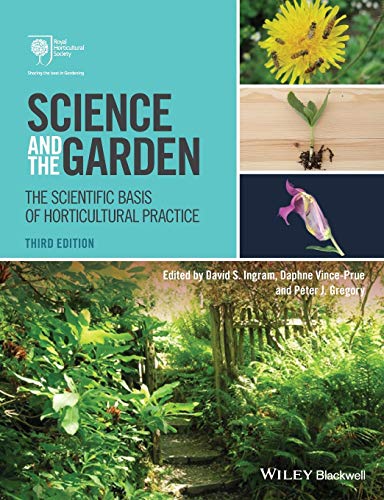 Royal
Horticultural
Society
Sharing the best in Gardening
SCIENCE
AND THE GARDEN
THE SCIENTIFIC BASIS
OF HORTICULTURAL PRACTICE
THIRD EDITION
Edited by David S. Ingram, Daphne Vince-Prue
and Peter J. Gregory
WILEY Blackwell